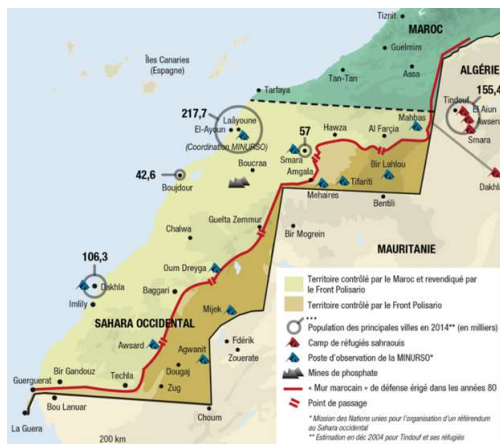 Tiznit
MAROC
Guelmim
Îles Canaries
(Espagne)
Assa
Tan-Tan
ALGÉRIE
Tarfaya
155,4
Tindouf
El Aiun
Awserd
Smara
Dakhla
217,7
Laâyoune
El-Ayoun
(Coordination MINURSO)
57
Mahbas
Hawza
Al Farçia
Smara
Amgala
Bir Lahlou
42,6
Boucraa
Boujdour
Mehaires
Tifariti
Bentili
Guelta Zemmur
Bir Mogrein
Chalwa
MAURITANIE
106,3
Oum Dreyga
Dakhla
Baggari
Imlily
Mijek
SAHARA OCCIDENTAL
Fdérik
Awsard
Zouerate
Agwanit
Bir Gandouz
Dougaj
Techla
Guerguerat
Zug
Bou Lanuar
Choum
La Guera
200 km
Territoire contrôlé par le Maroc et revendiqué par
le Front Polisario
Territoire contrôlé par le Front Polisario
Population des principales villes en 2014** (en milliers)
Camp de réfugiés sahraouis
Poste d'observation de la MINURSO*
Mines de phosphate
« Mur marocain » de défense érigé dans les années 80
Point de passage
* Mission des Nations unies pour l'organisation d'un référendum
au Sahara occidental
** Estimation en déc 2004 pour Tindouf et ses réfugiés